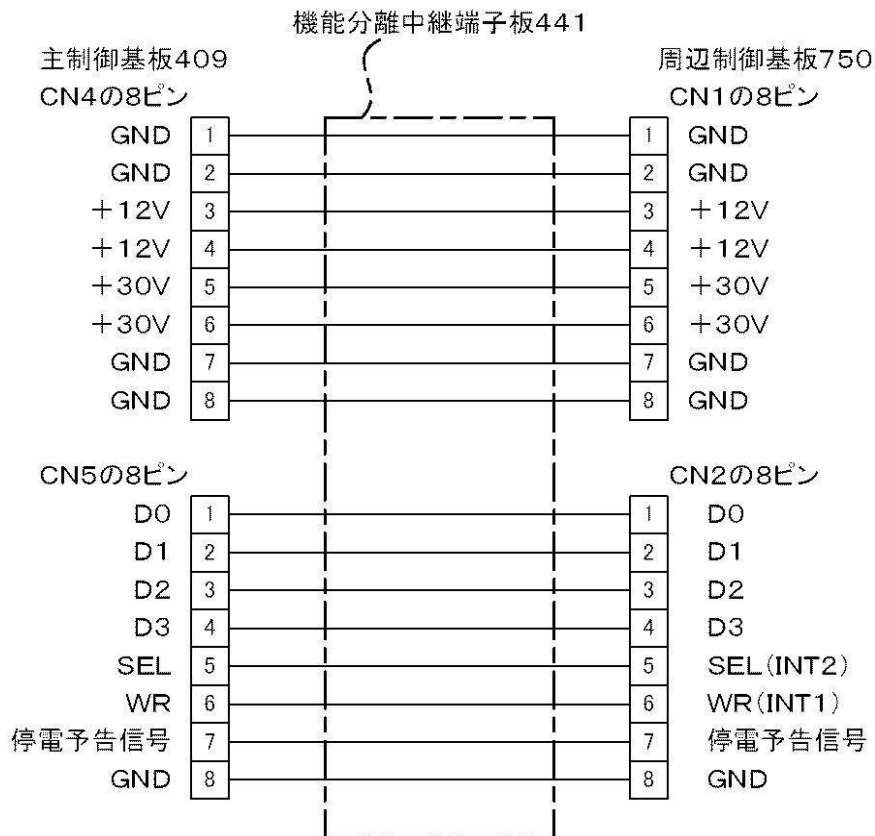 機能分離中継端子板441
主制御基板409 周辺制御基板750
CN4の8ピン CN1の8ピン
GND 1 1 GND
GND 2 2 GND
+12V 3 3 +12V
+12V 4 4 +12V
+30V 5 5 +30V
+30V 6 6 +30V
GND 7 7 GND
GND 8 8 GND
CN5の8ピン CN2の8ピン
D0 1 1 D0
D1 2 2 D1
D2 3 3 D2
D3 4 4 D3
SEL 5 5 SEL(INT2)
WR 6 6 WR(INT1)
停電予告信号 7 7 停電予告信号
GND 8 8 GND